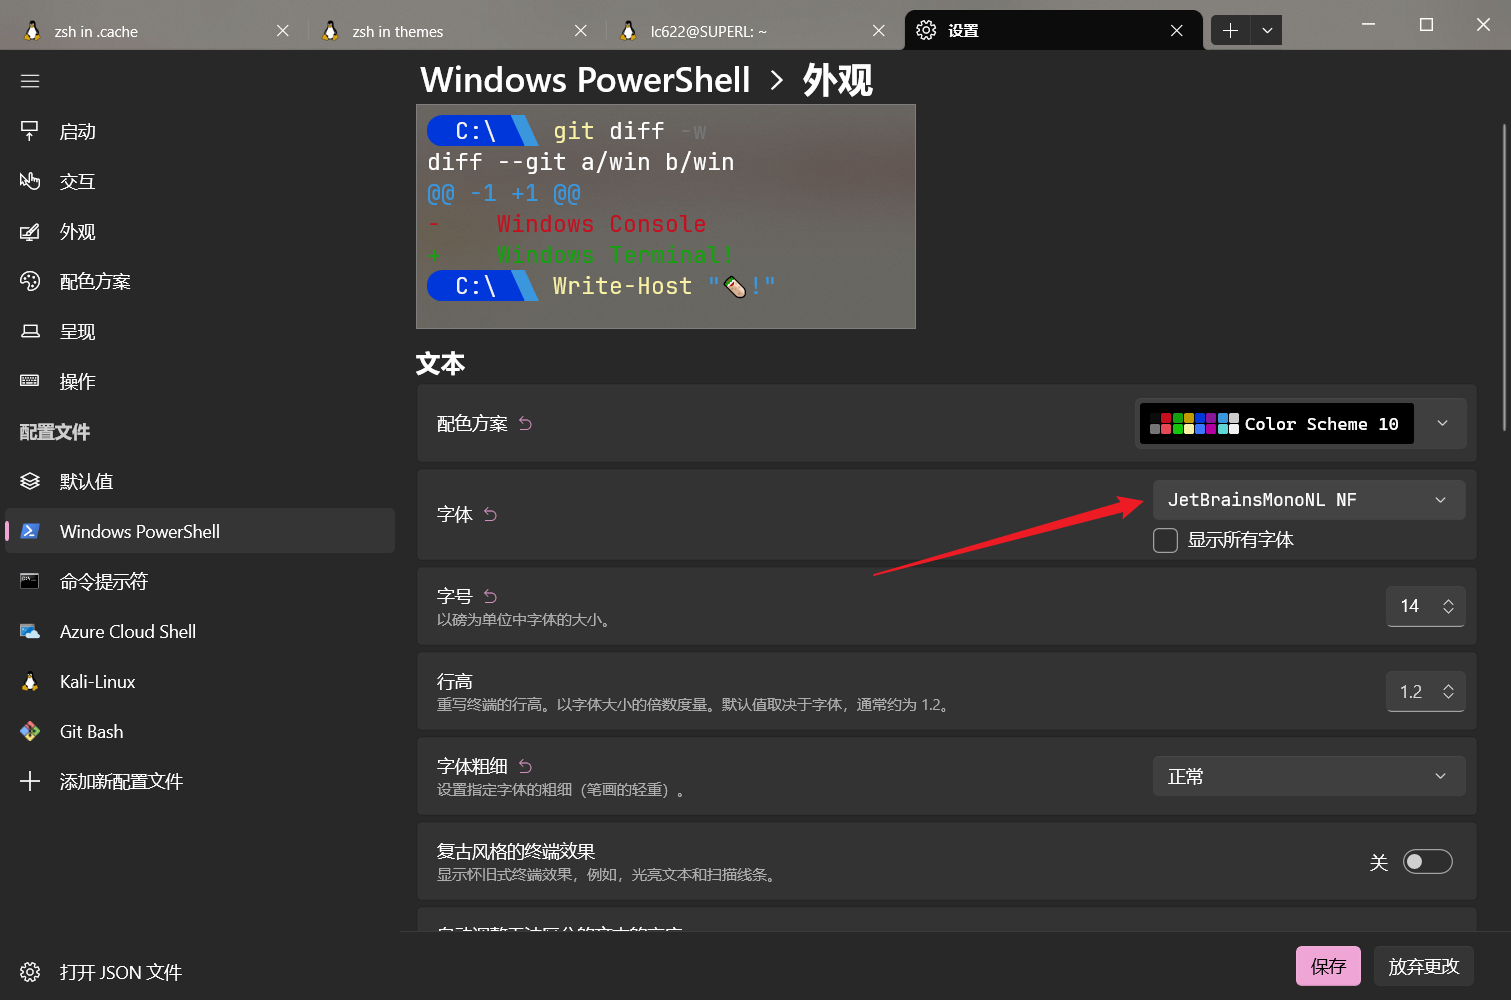 zsh in .cache
zsh in themes
lc622@SUPERL: ~
设置
启动
交互
外观
配色方案
呈现
操作
配置文件
默认值
Windows PowerShell
命令提示符
Azure Cloud Shell
Kali-Linux
Git Bash
添加新配置文件
打开 JSON 文件
Windows PowerShell > 外观
C:\ git diff -w
diff --git a/win b/win
@@ -1 +1 @@
- Windows Console
+ Windows Terminal!
C:\ Write-Host "🌯!"
文本
配色方案
Color Scheme 10
字体
JetBrainsMonoNL NF
显示所有字体
字号
以磅为单位中字体的大小。
14
行高
重写终端的行高。以字体大小的倍数度量。默认值取决于字体，通常约为 1.2。
1.2
字体粗细
设置指定字体的粗细（笔画的轻重）。
正常
复古风格的终端效果
显示怀旧式终端效果，例如，光亮文本和扫描线条。
关
保存
放弃更改